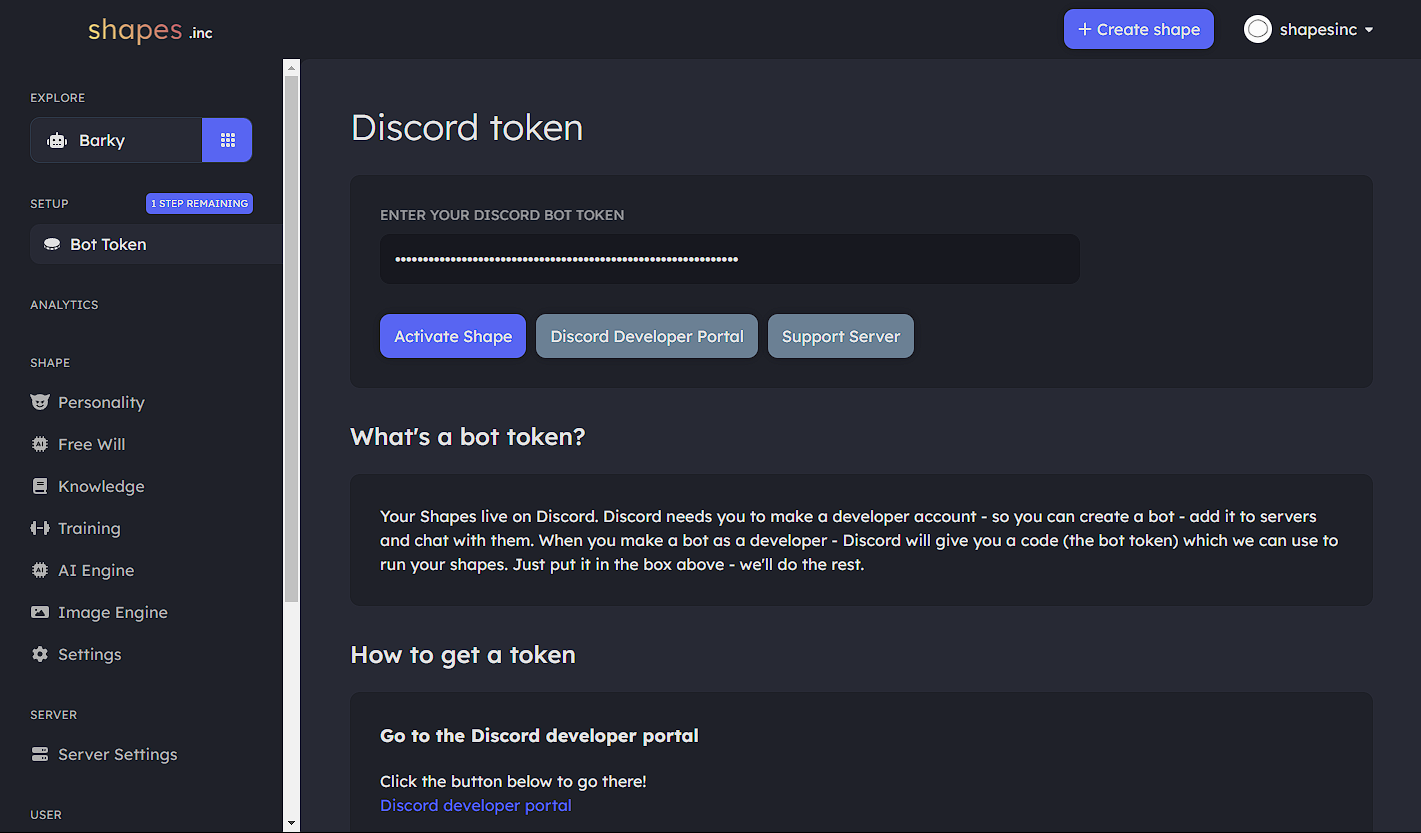 shapes .inc
+ Create shape
shapesinc
EXPLORE
Barky
SETUP
1 STEP REMAINING
Bot Token
ANALYTICS
SHAPE
Personality
Free Will
Knowledge
Training
AI Engine
Image Engine
Settings
SERVER
Server Settings
USER
Discord token
ENTER YOUR DISCORD BOT TOKEN
Activate Shape
Discord Developer Portal
Support Server
What's a bot token?
Your Shapes live on Discord. Discord needs you to make a developer account - so you can create a bot - add it to servers
and chat with them. When you make a bot as a developer - Discord will give you a code (the bot token) which we can use to
run your shapes. Just put it in the box above - we'll do the rest.
How to get a token
Go to the Discord developer portal
Click the button below to go there!
Discord developer portal